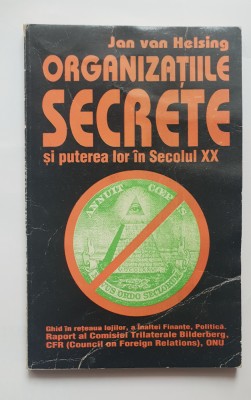 Jan van Helsing
ORGANIZAȚIILE
SECRETE
și puterea lor în Secolul XX
ANNUIT CŒPTIS
NOVUS ORDO SECLORUM
Ghid în rețeaua lojilor, a Înaltei Finanțe, Politică.
Raport al Comisiei Trilaterale Bilderberg,
CFR (Council on Foreign Relations), ONU